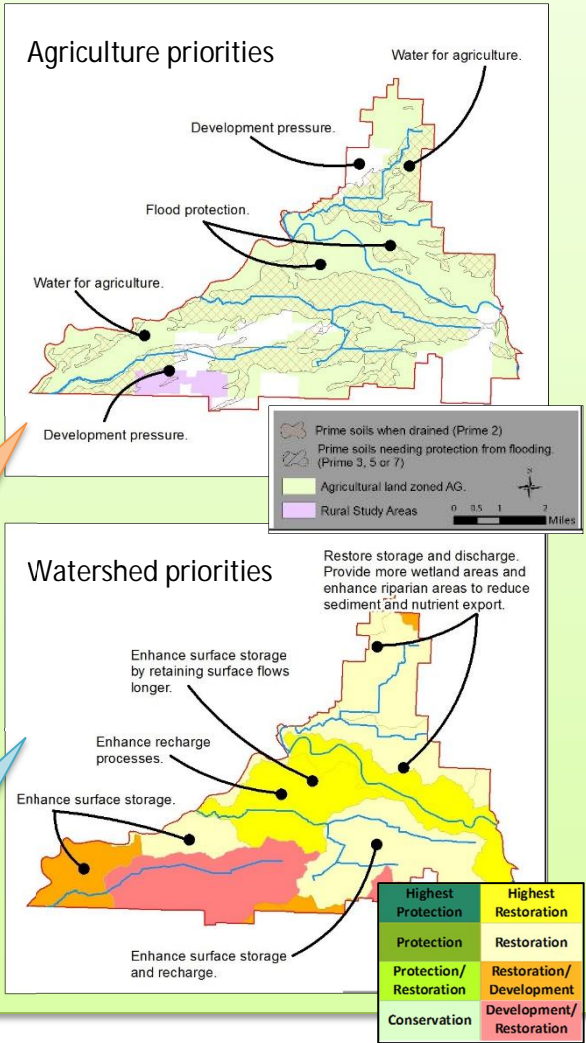 Agriculture priorities
Water for agriculture.
Development pressure.
Flood protection.
Water for agriculture.
Development pressure.
Prime soils when drained (Prime 2)
Prime soils needing protection from flooding.
(Prime 3, 5 or 7)
Agricultural land zoned AG.
Rural Study Areas
N
0 0.5 1 2
Miles
Watershed priorities
Restore storage and discharge.
Provide more wetland areas and
enhance riparian areas to reduce
sediment and nutrient export.
Enhance surface storage
by retaining surface flows
longer.
Enhance recharge
processes.
Enhance surface storage.
Enhance surface storage
and recharge.
Highest
Protection
Highest
Restoration
Protection
Restoration
Protection/
Restoration
Restoration/
Development
Conservation
Development/
Restoration